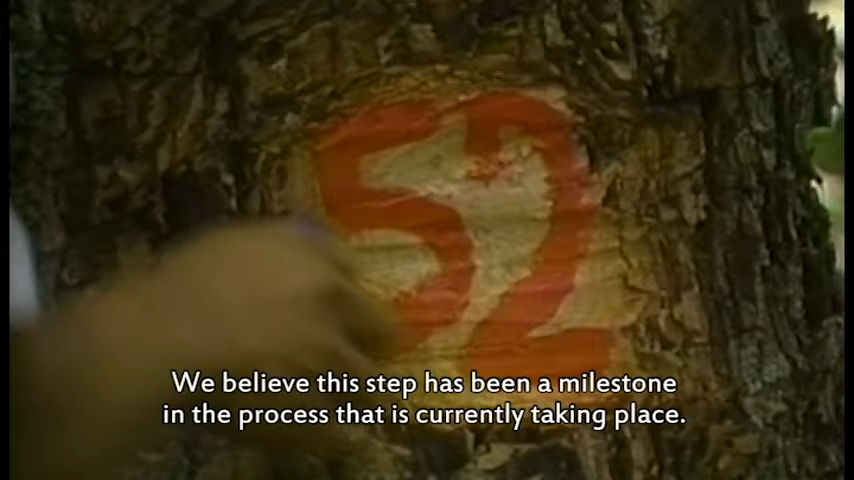 52
We believe this step has been a milestone
in the process that is currently taking place.